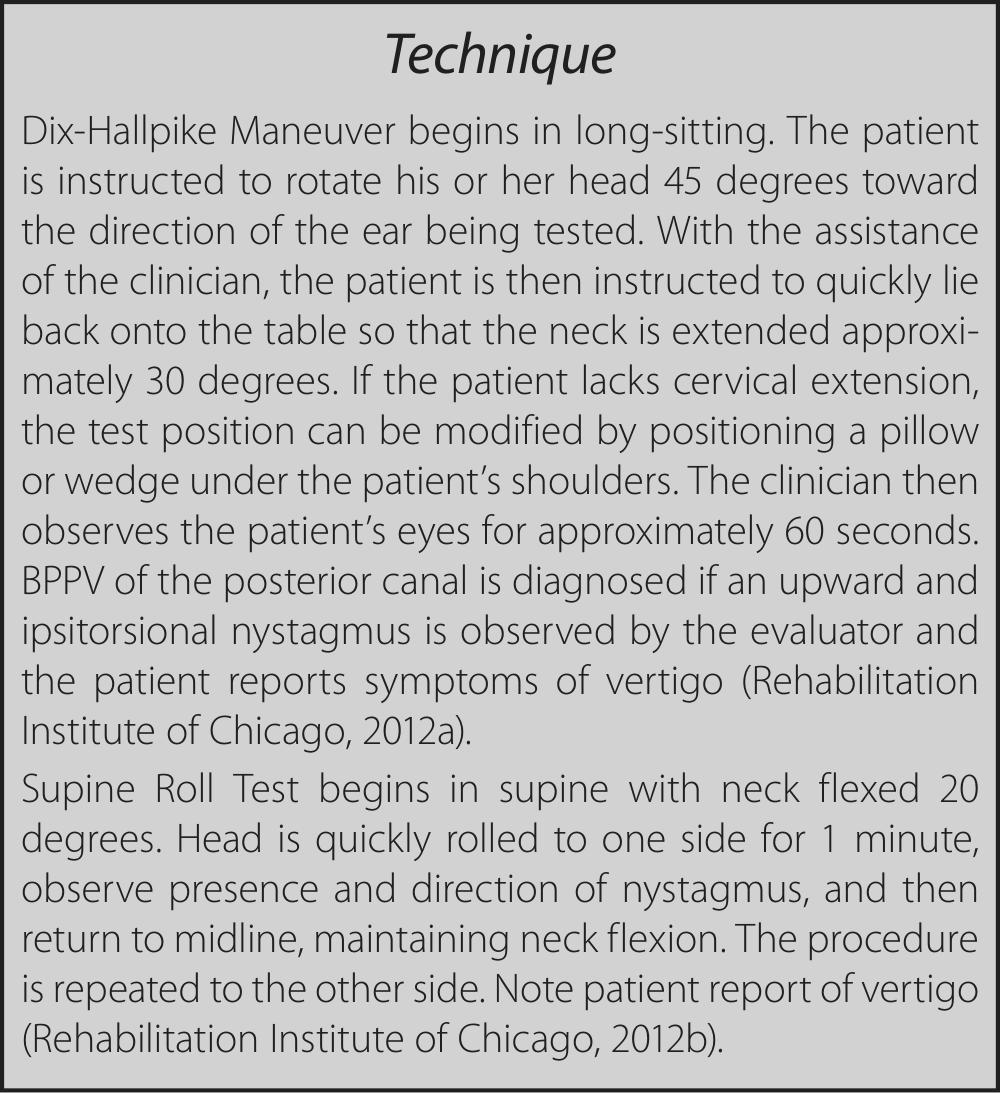 Technique
Dix-Hallpike Maneuver begins in long-sitting. The patient
is instructed to rotate his or her head 45 degrees toward
the direction of the ear being tested. With the assistance
of the clinician, the patient is then instructed to quickly lie
back onto the table so that the neck is extended approxi-
mately 30 degrees. If the patient lacks cervical extension,
the test position can be modified by positioning a pillow
or wedge under the patient’s shoulders. The clinician then
observes the patient’s eyes for approximately 60 seconds.
BPPV of the posterior canal is diagnosed if an upward and
ipsitorsional nystagmus is observed by the evaluator and
the patient reports symptoms of vertigo (Rehabilitation
Institute of Chicago, 2012a).
Supine Roll Test begins in supine with neck flexed 20
degrees. Head is quickly rolled to one side for 1 minute,
observe presence and direction of nystagmus, and then
return to midline, maintaining neck flexion. The procedure
is repeated to the other side. Note patient report of vertigo
(Rehabilitation Institute of Chicago, 2012b).